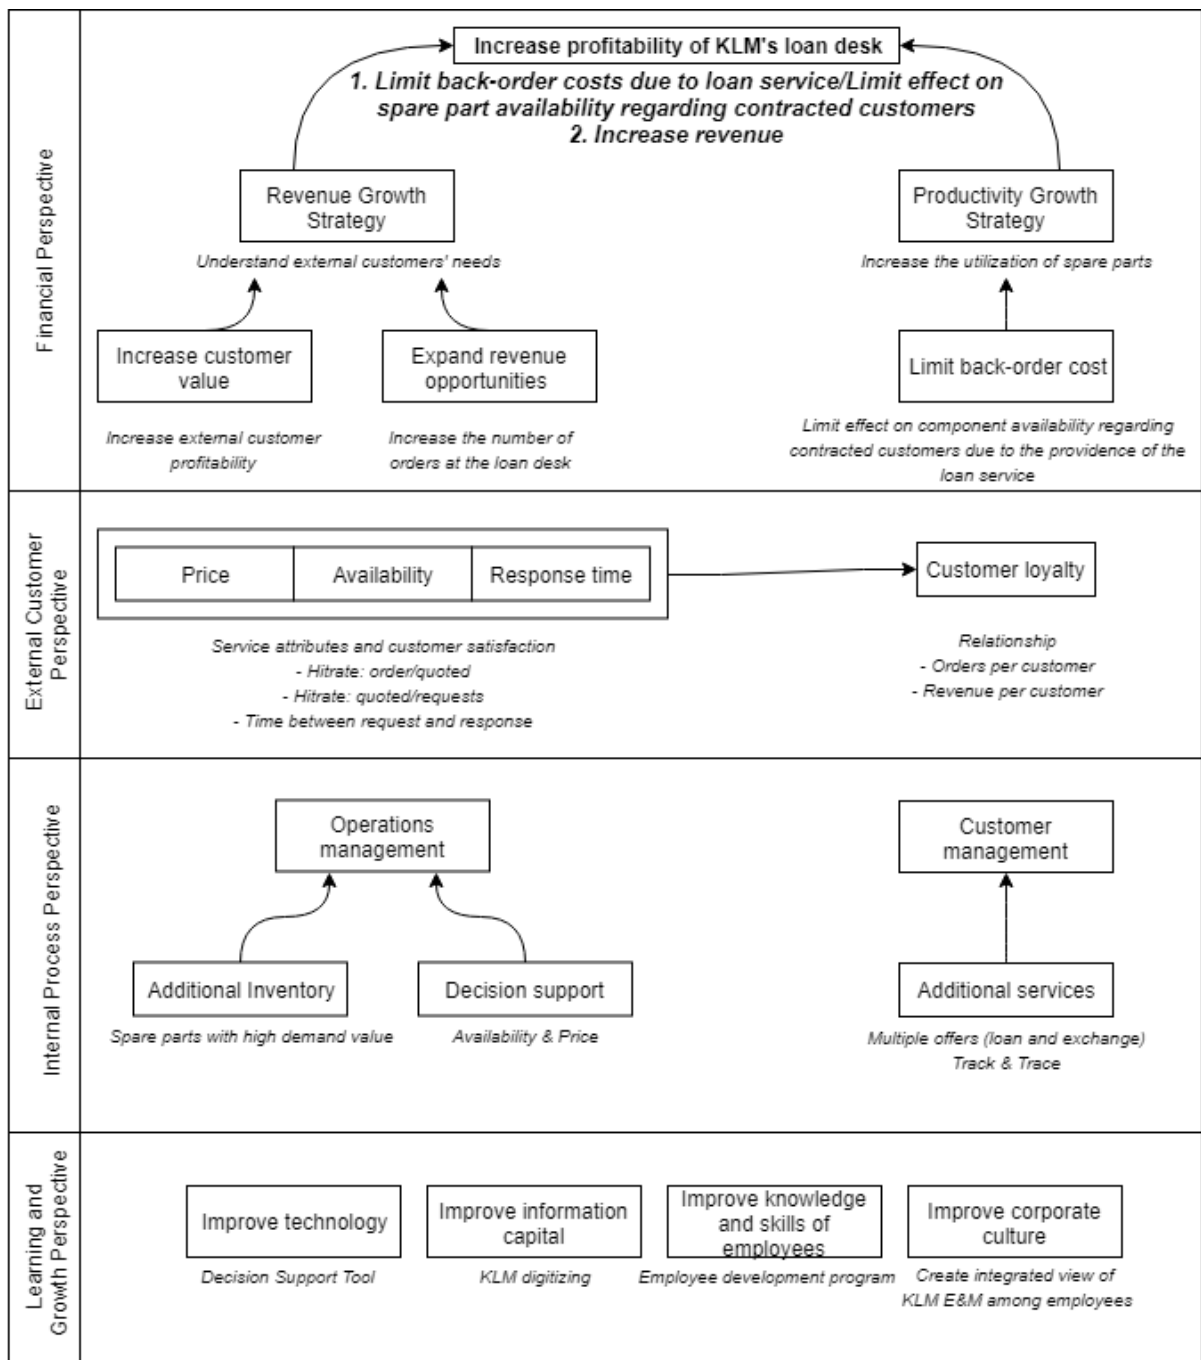 Financial Perspective
Increase profitability of KLM's loan desk
1. Limit back-order costs due to loan service/Limit effect on
spare part availability regarding contracted customers
2. Increase revenue
Revenue Growth
Strategy
Understand external customers' needs
Productivity Growth
Strategy
Increase the utilization of spare parts
Increase customer
value
Increase external customer
profitability
Expand revenue
opportunities
Increase the number of
orders at the loan desk
Limit back-order cost
Limit effect on component availability regarding
contracted customers due to the providence of the
loan service
External Customer
Perspective
Price
Availability
Response time
Service attributes and customer satisfaction
- Hitrate: order/quoted
- Hitrate: quoted/requests
- Time between request and response
Customer loyalty
Relationship
- Orders per customer
- Revenue per customer
Internal Process Perspective
Operations
management
Customer
management
Additional Inventory
Spare parts with high demand value
Decision support
Availability & Price
Additional services
Multiple offers (loan and exchange)
Track & Trace
Learning and
Growth Perspective
Improve technology
Decision Support Tool
Improve information
capital
KLM digitizing
Improve knowledge
and skills of
employees
Employee development program
Improve corporate
culture
Create integrated view of
KLM E&M among employees